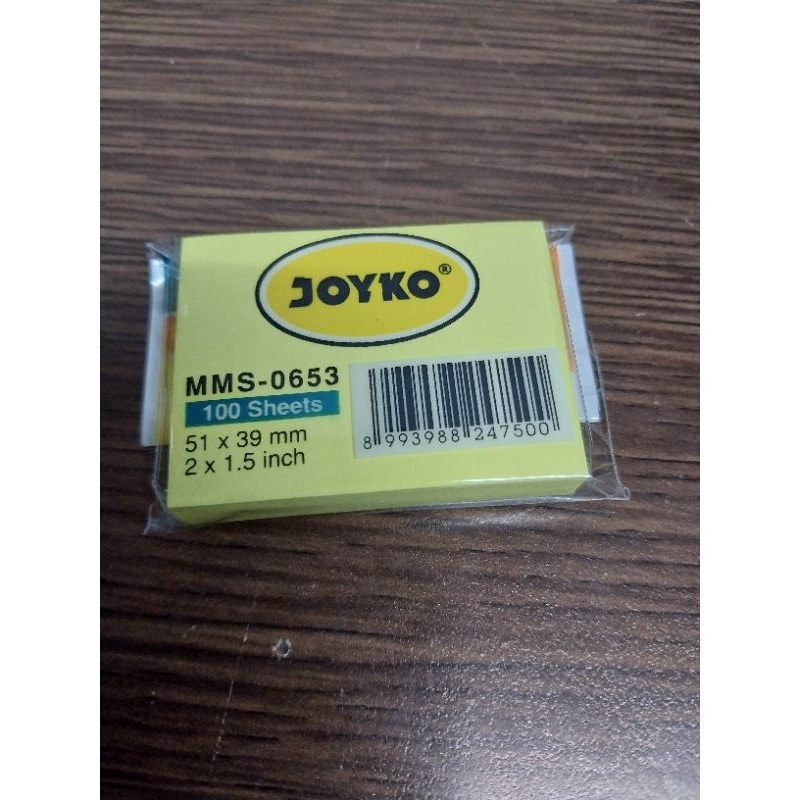 JOYKO®
MMS-0653
100 Sheets
51 x 39 mm
2 x 1.5 inch
8 993988 247500